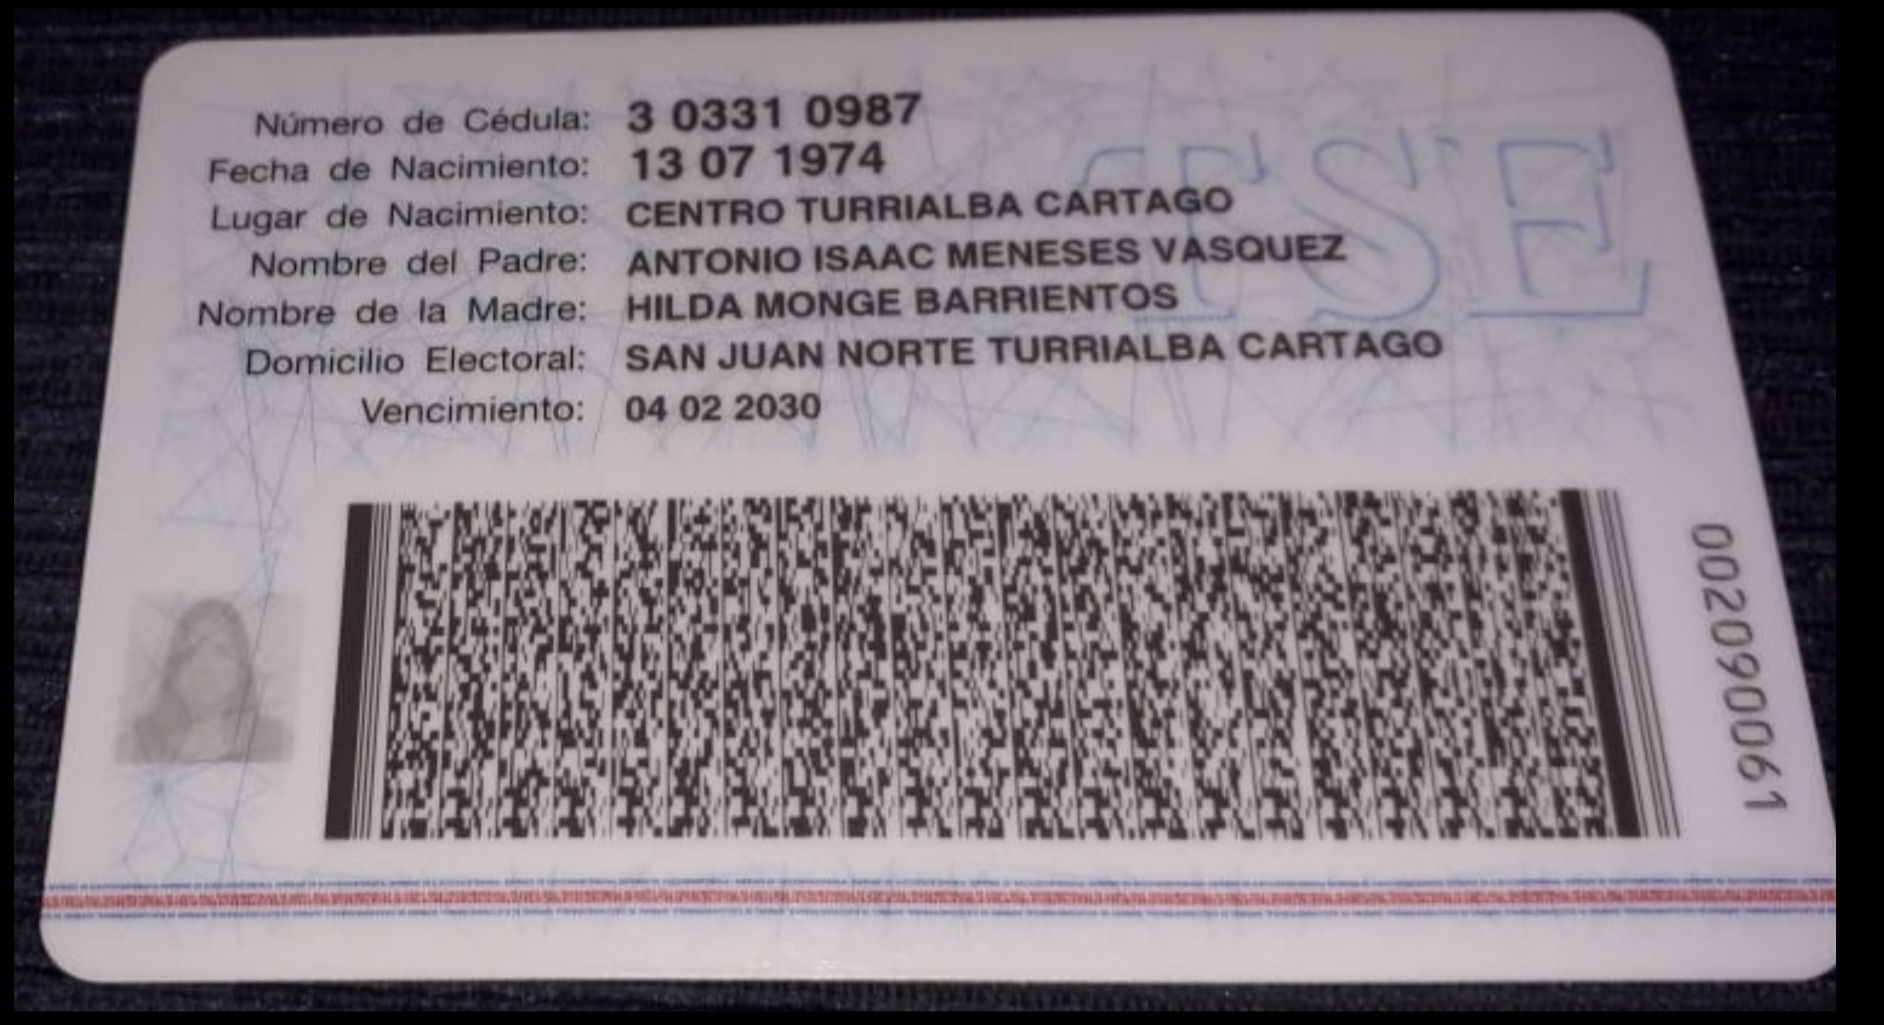 Número de Cédula: 3 0331 0987
Fecha de Nacimiento: 13 07 1974
Lugar de Nacimiento: CENTRO TURRIALBA CARTAGO
Nombre del Padre: ANTONIO ISAAC MENESES VASQUEZ
Nombre de la Madre: HILDA MONGE BARRIENTOS
Domicilio Electoral: SAN JUAN NORTE TURRIALBA CARTAGO
Vencimiento: 04 02 2030
TSE
002090061